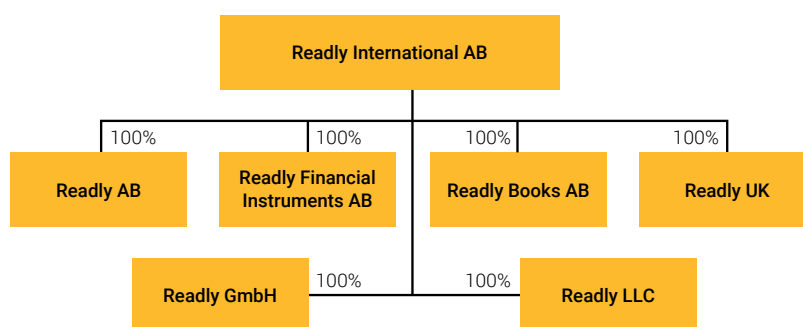 Readly International AB
100%
100%
100%
100%
Readly AB
Readly Financial
Instruments AB
Readly Books AB
Readly UK
Readly GmbH
100%
100%
Readly LLC